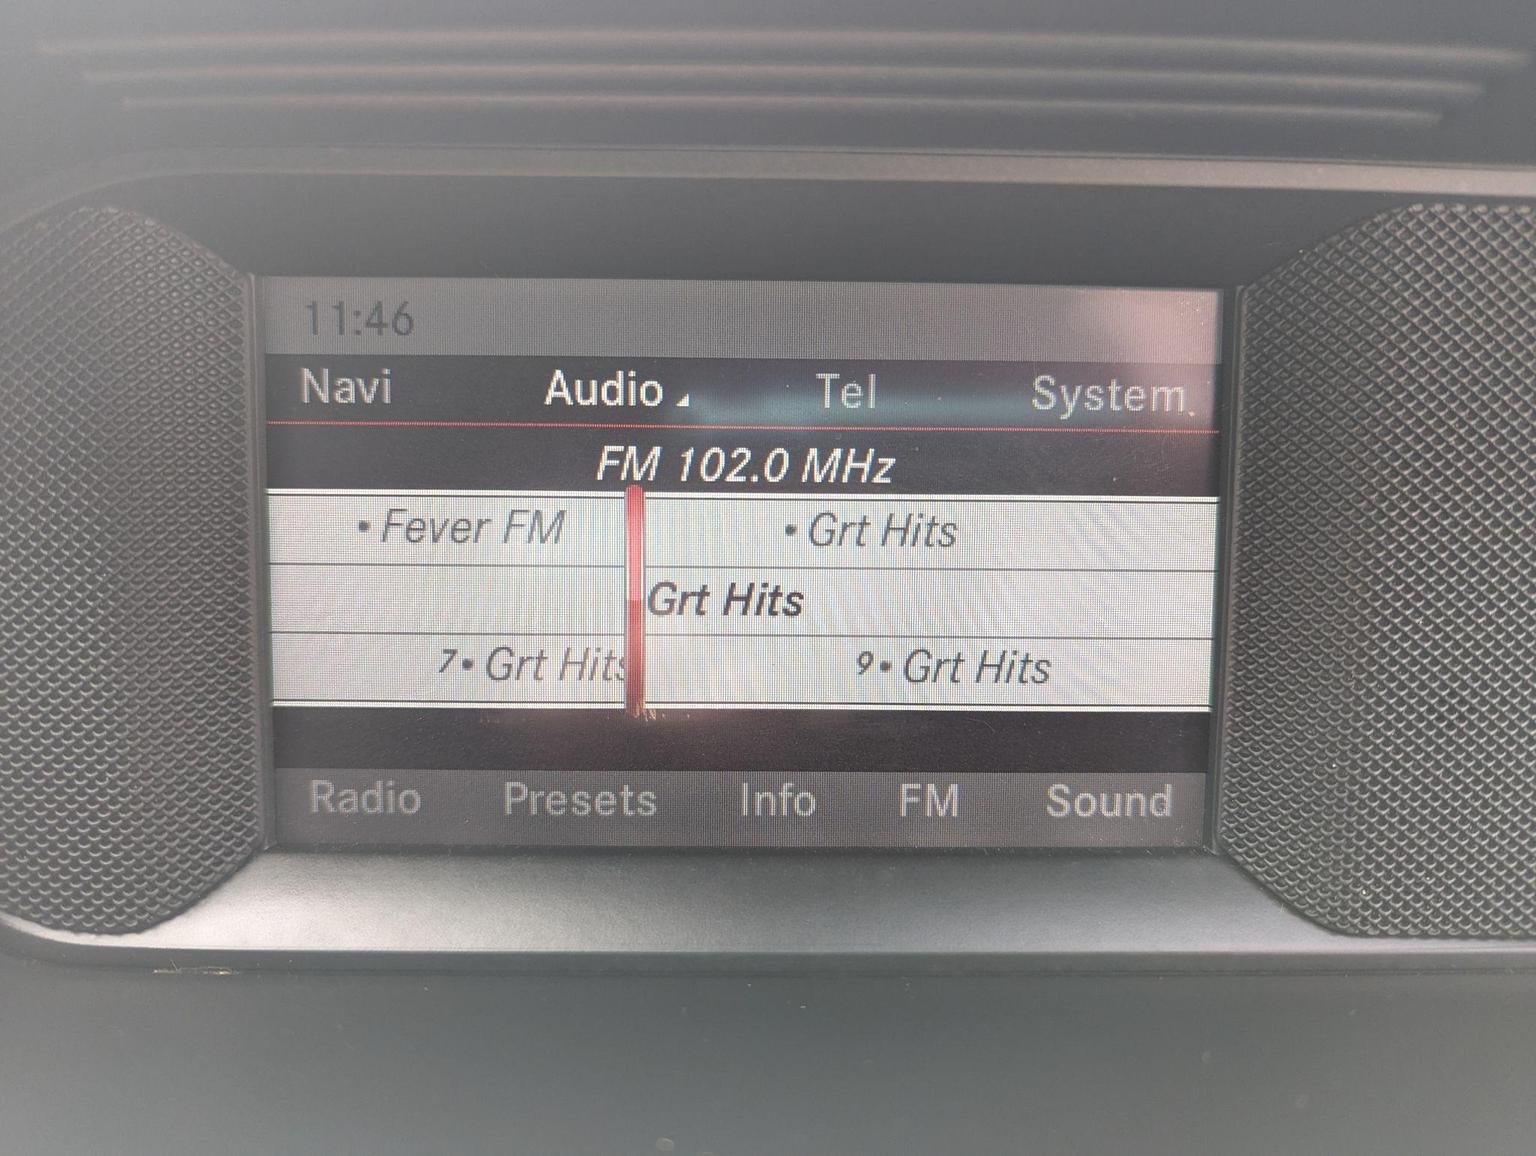 11:46
Navi Audio Tel System
FM 102.0 MHz
• Fever FM • Grt Hits
Grt Hits
7• Grt Hits 9• Grt Hits
Radio Presets Info FM Sound